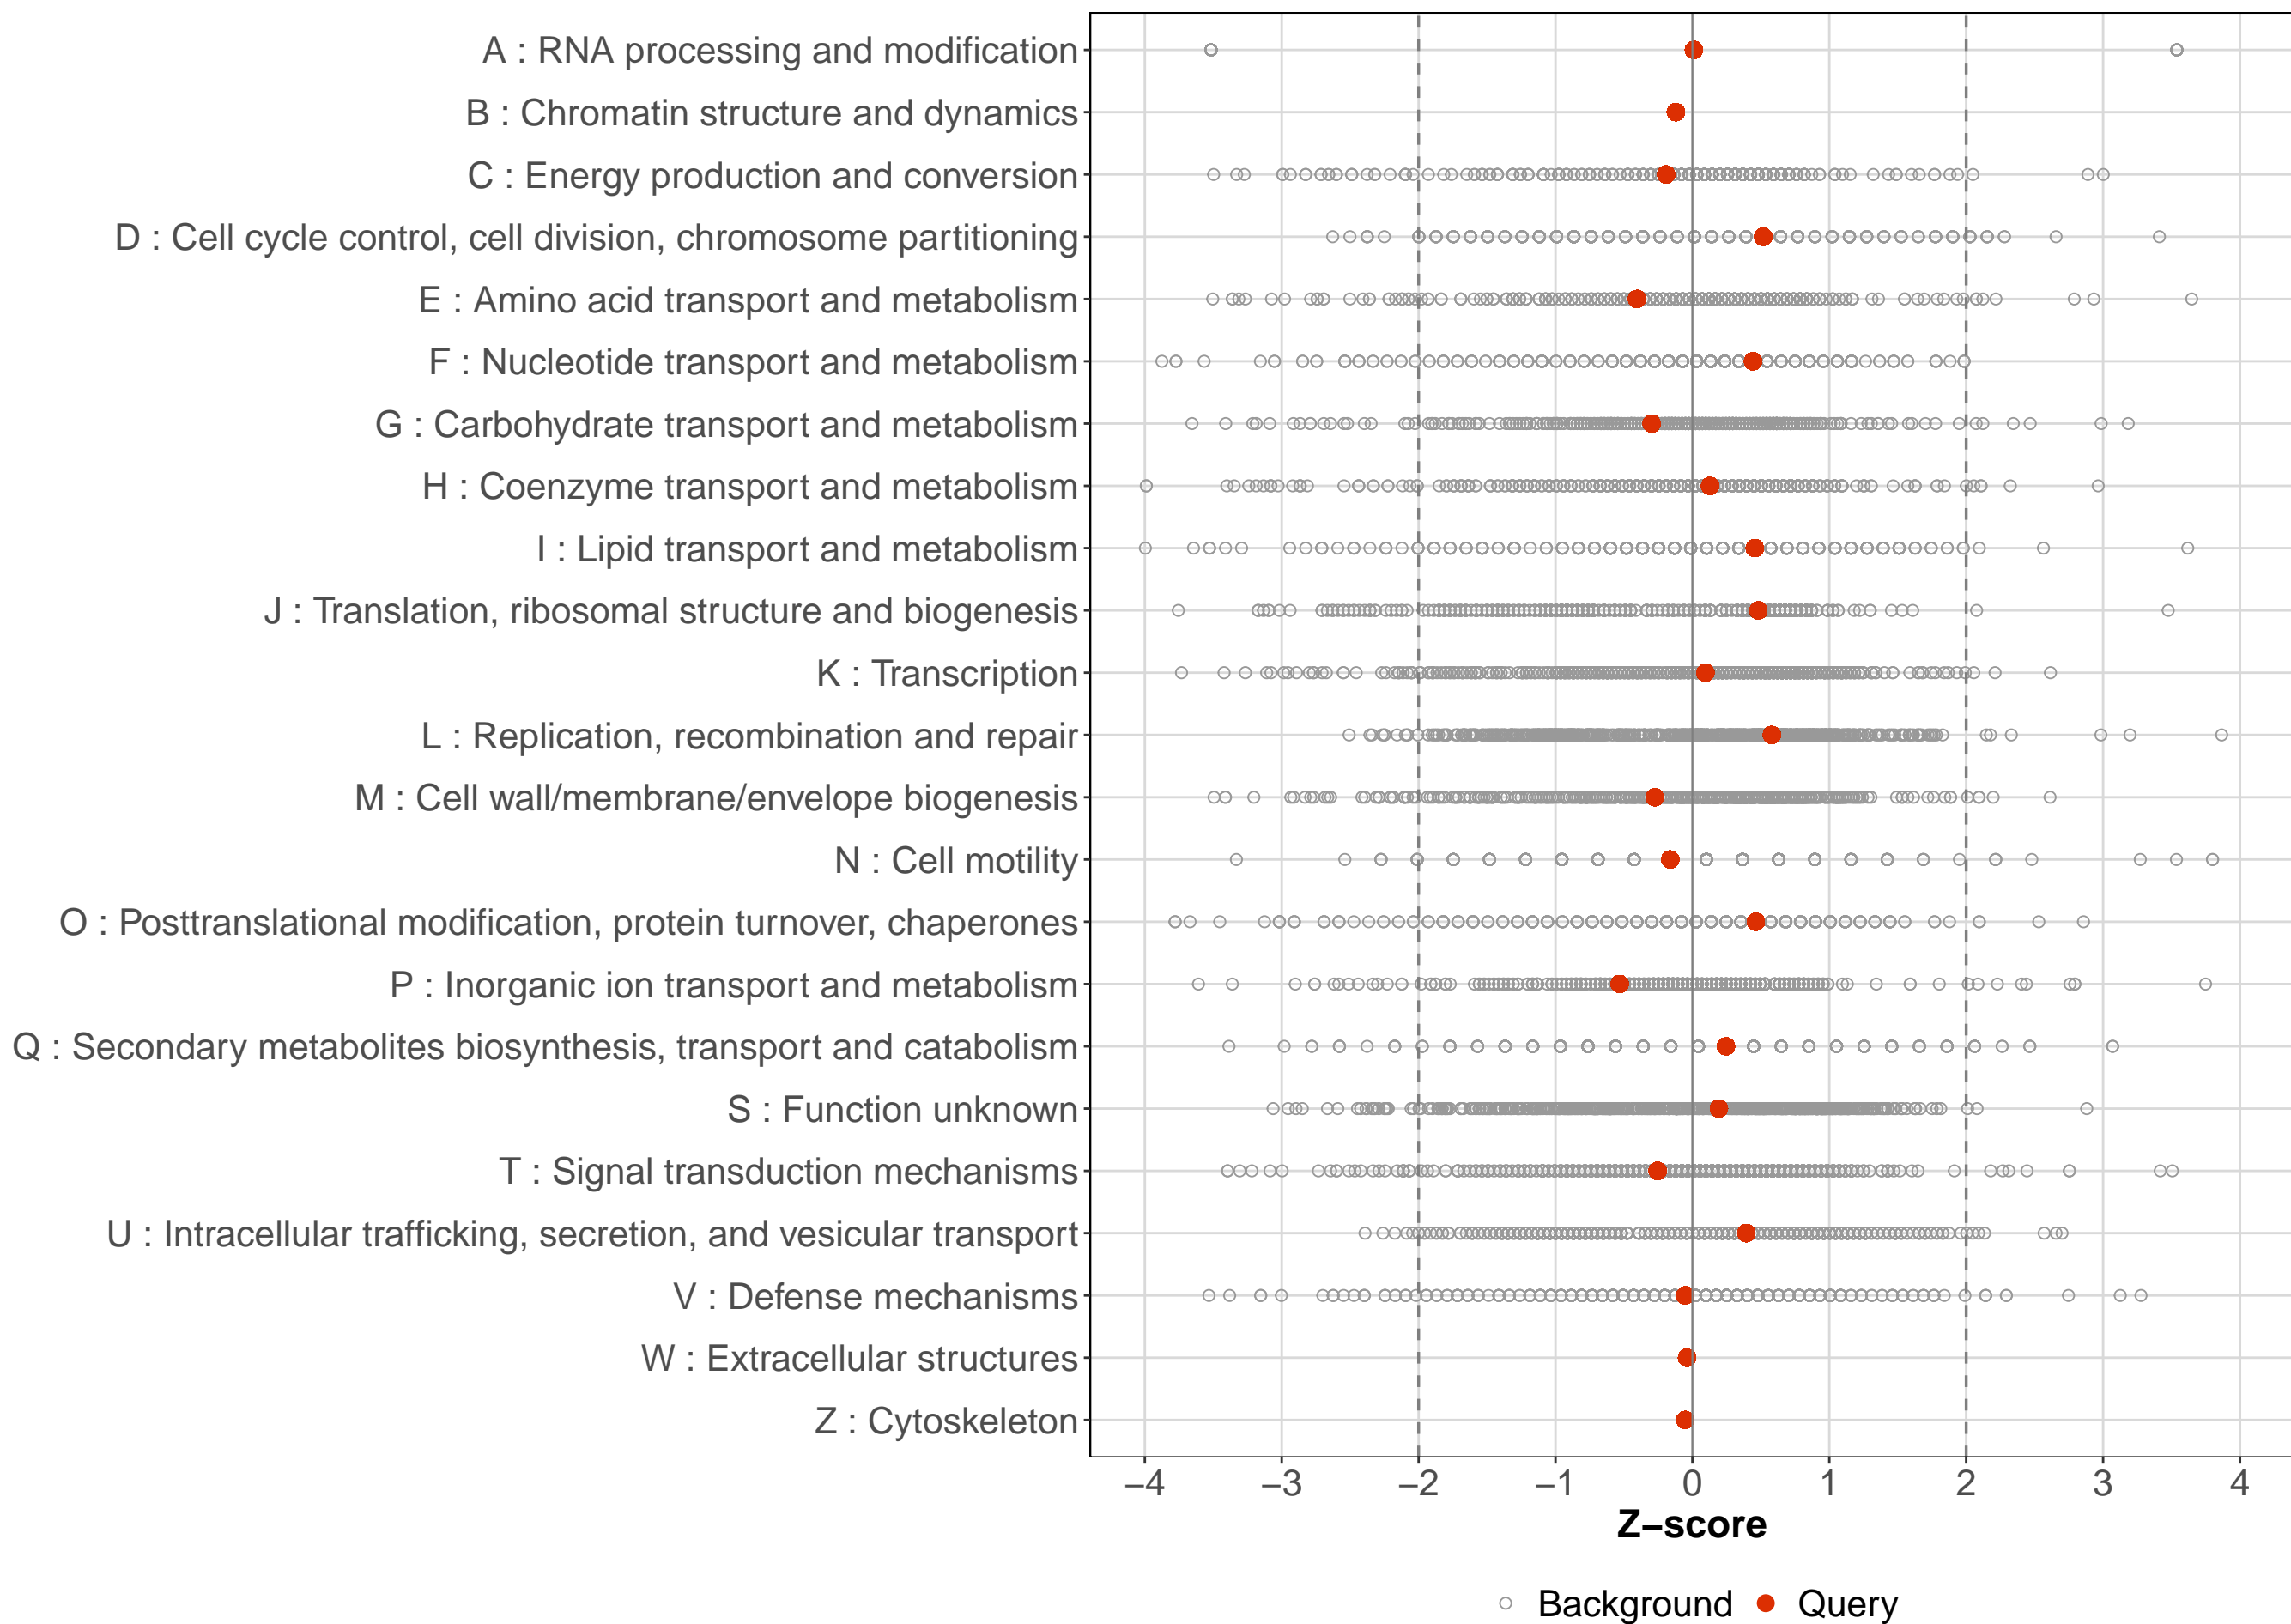 A : RNA processing and modification
B : Chromatin structure and dynamics
C : Energy production and conversion
D : Cell cycle control, cell division, chromosome partitioning
E : Amino acid transport and metabolism
F : Nucleotide transport and metabolism
G : Carbohydrate transport and metabolism
H : Coenzyme transport and metabolism
I : Lipid transport and metabolism
J : Translation, ribosomal structure and biogenesis
K : Transcription
L : Replication, recombination and repair
M : Cell wall/membrane/envelope biogenesis
N : Cell motility
O : Posttranslational modification, protein turnover, chaperones
P : Inorganic ion transport and metabolism
Q : Secondary metabolites biosynthesis, transport and catabolism
S : Function unknown
T : Signal transduction mechanisms
U : Intracellular trafficking, secretion, and vesicular transport
V : Defense mechanisms
W : Extracellular structures
Z : Cytoskeleton
−4 −3 −2 −1 0 1 2 3 4
Z−score
Background Query